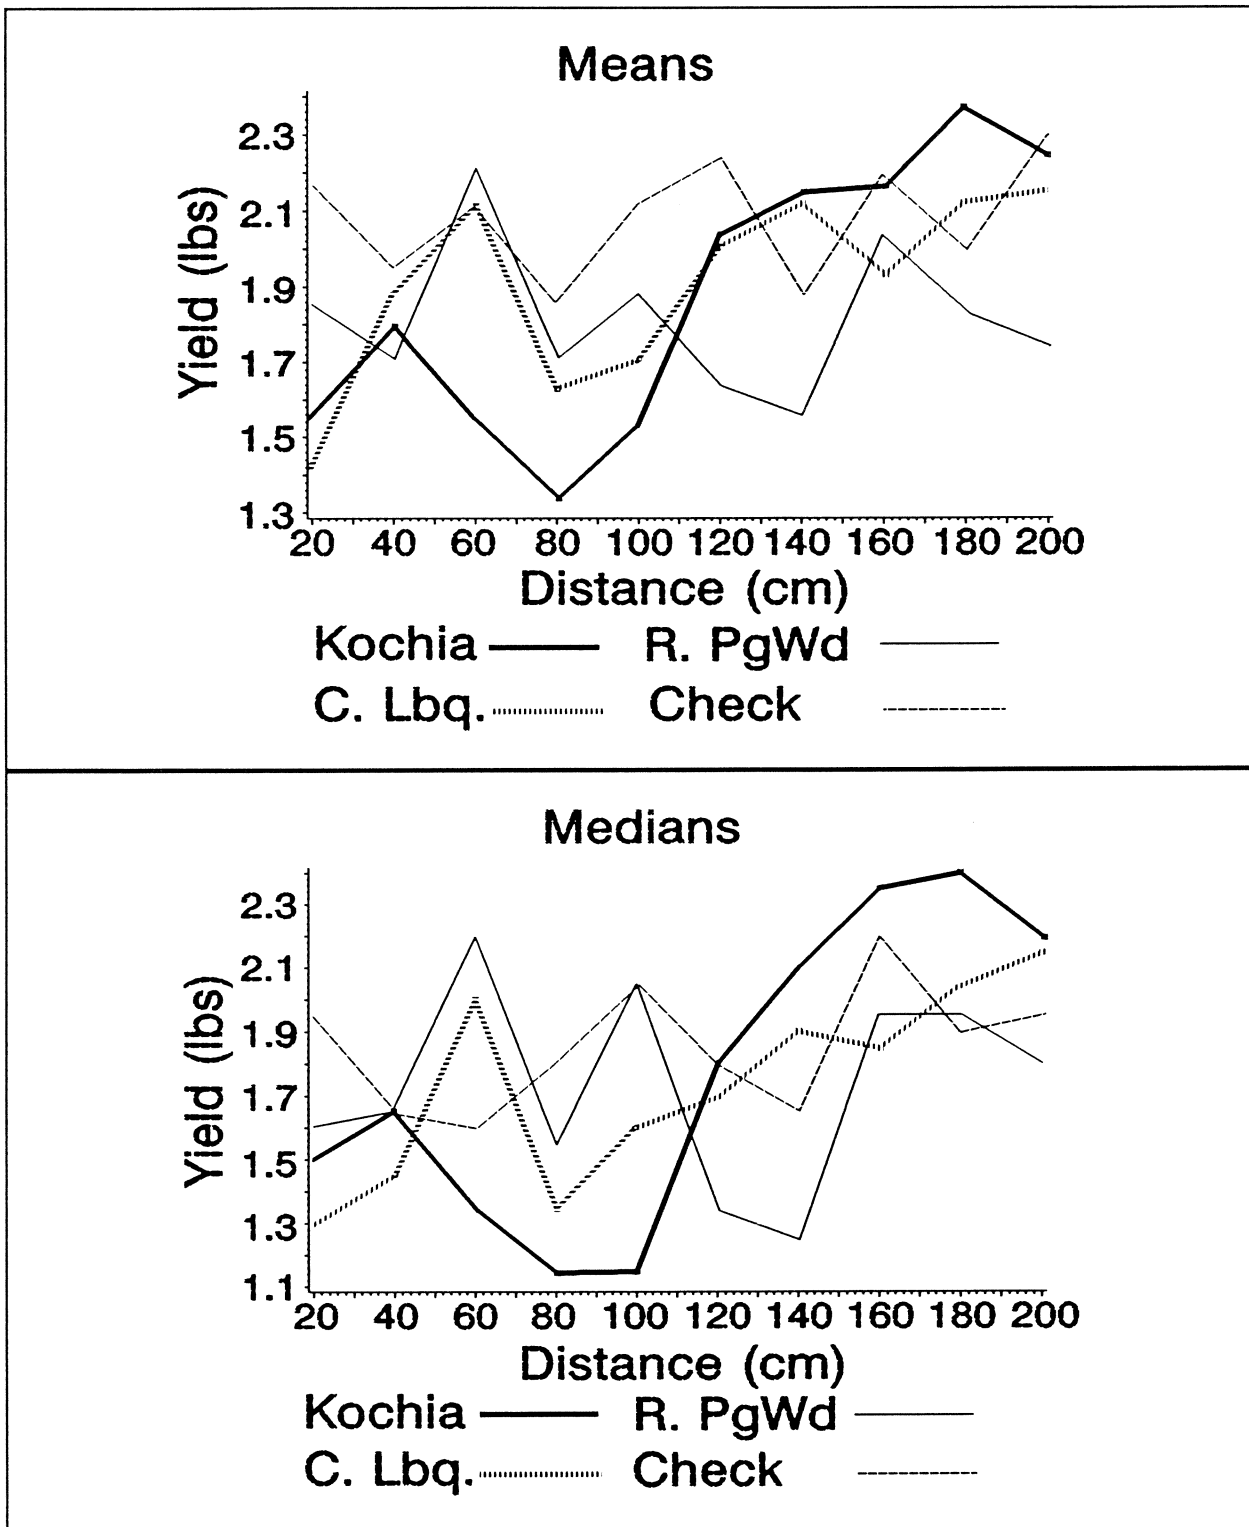 Means
Yield (lbs)
2.3
2.1
1.9
1.7
1.5
1.3
20 40 60 80 100 120 140 160 180 200
Distance (cm)
Kochia R. PgWd
C. Lbq. Check
Medians
Yield (lbs)
2.3
2.1
1.9
1.7
1.5
1.3
1.1
20 40 60 80 100 120 140 160 180 200
Distance (cm)
Kochia R. PgWd
C. Lbq. Check